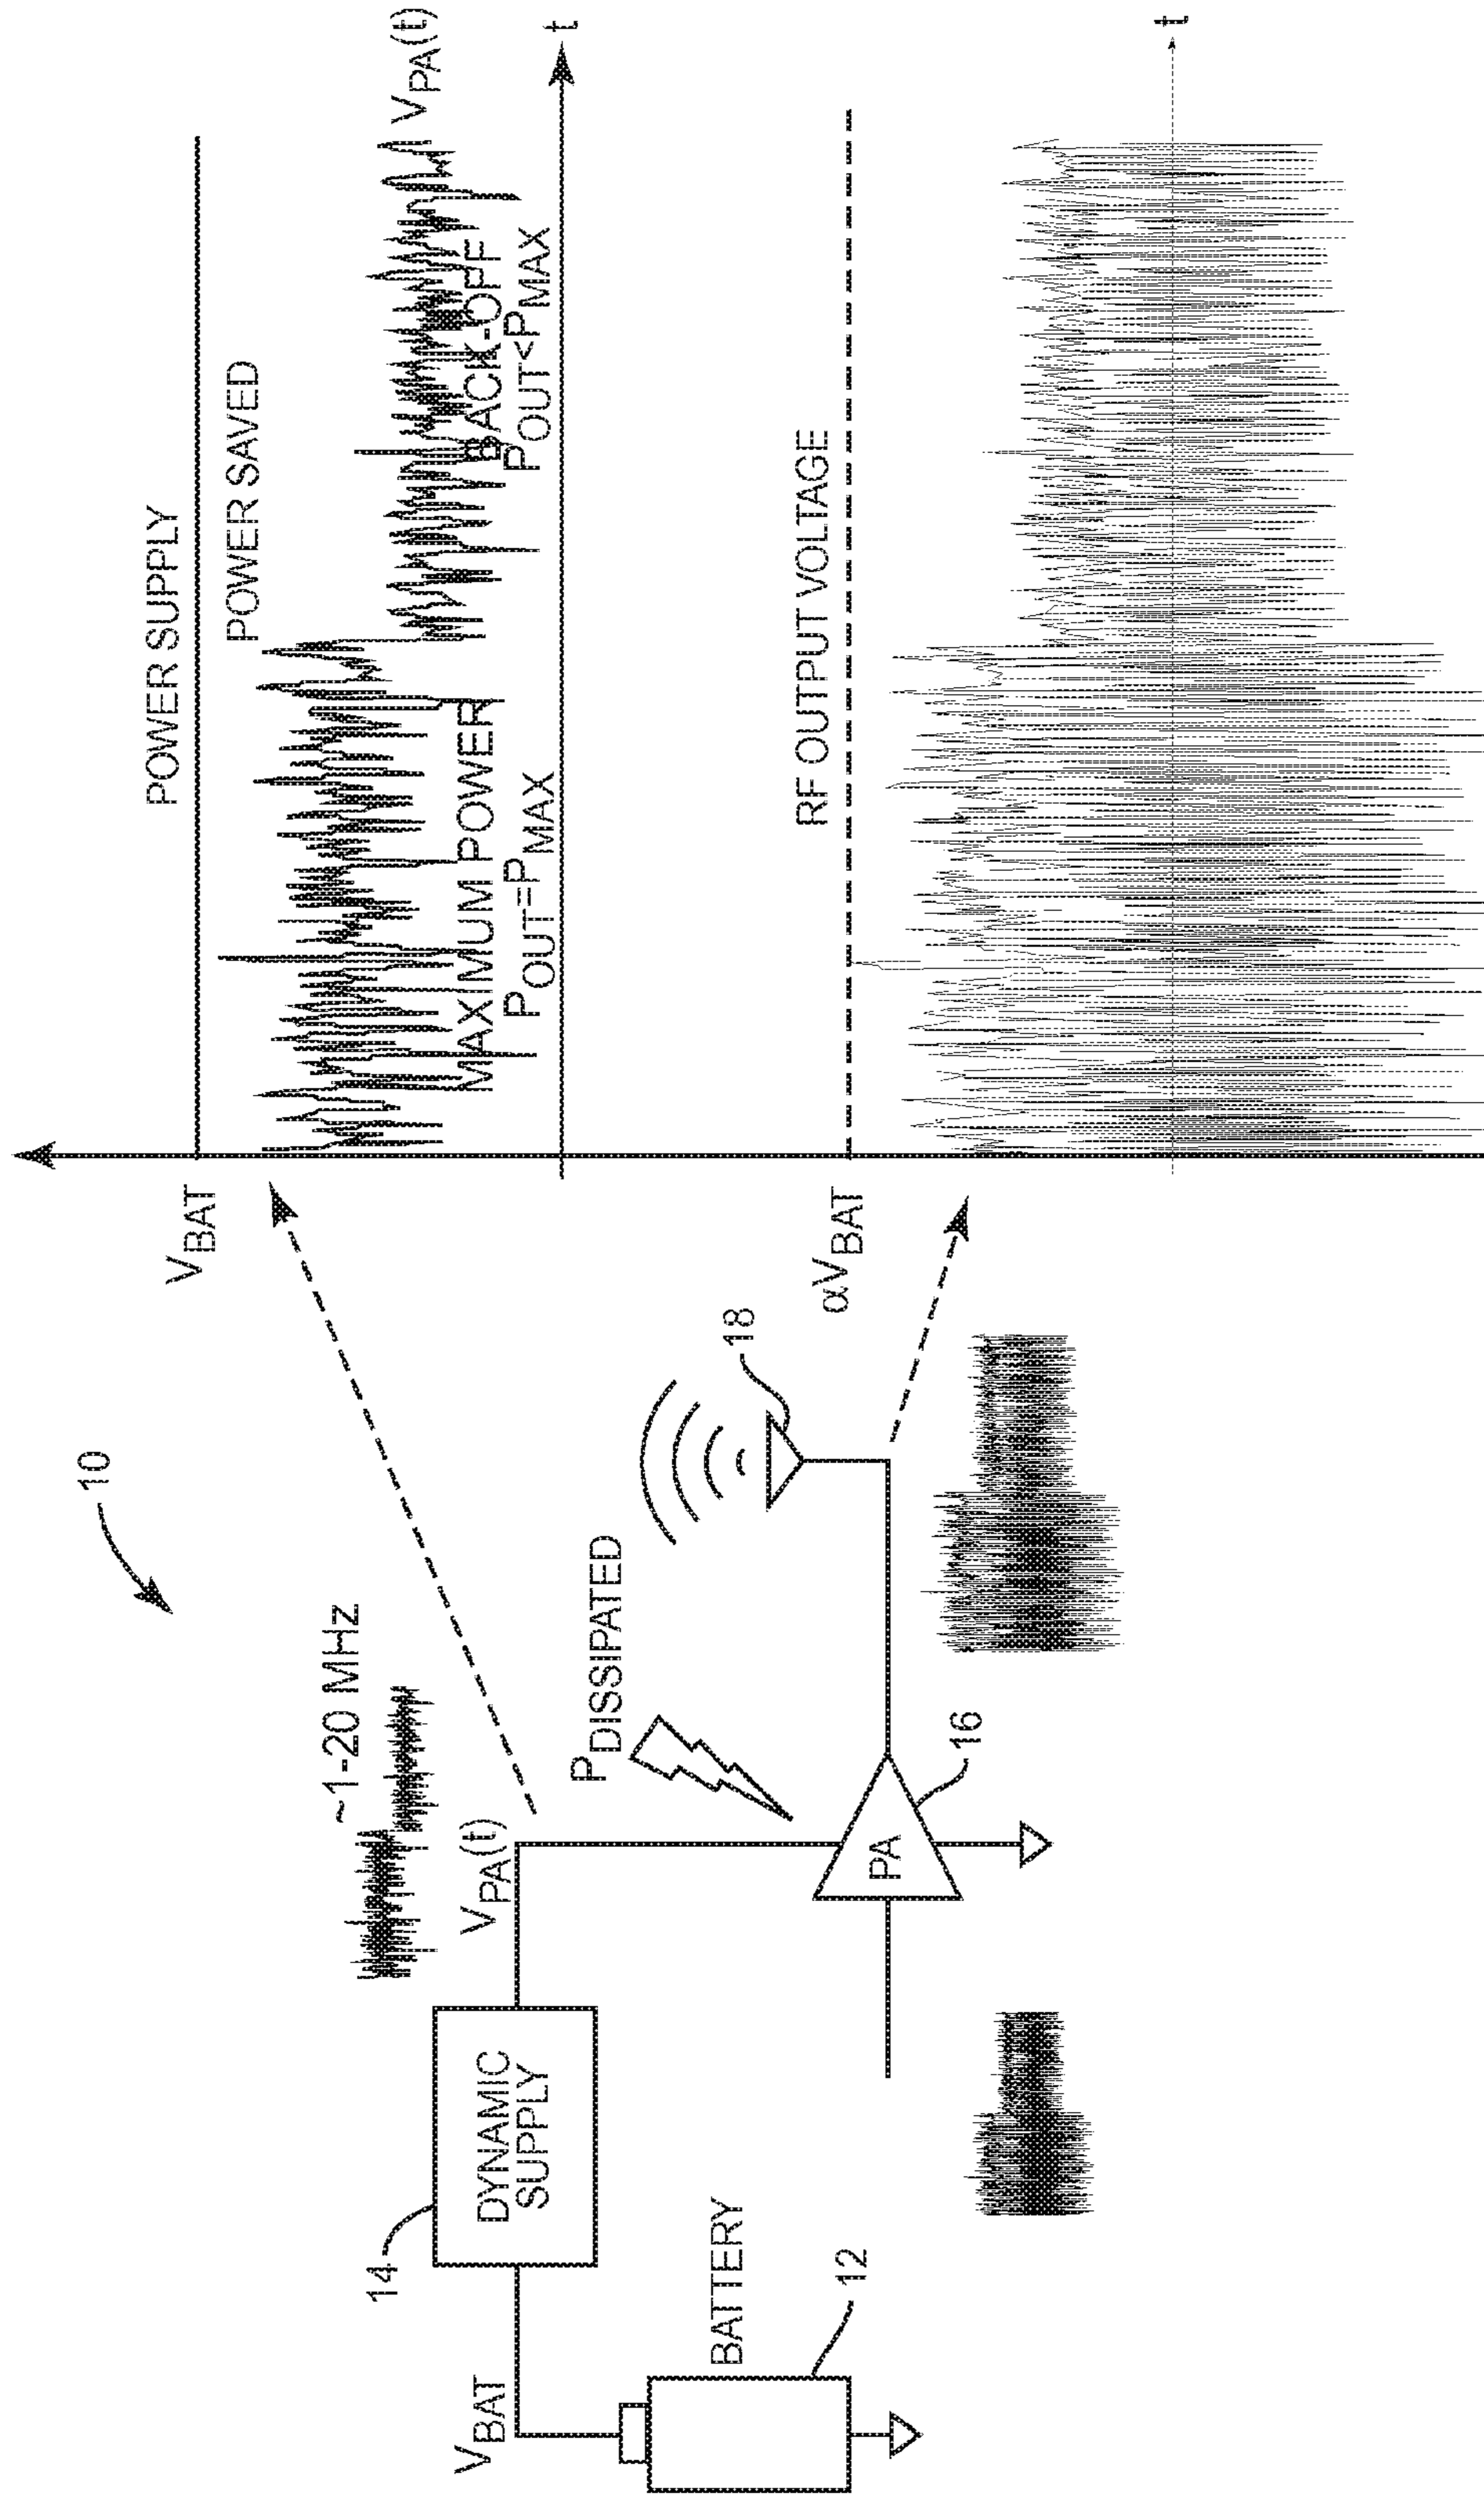 10
V_BAT
14
DYNAMIC
SUPPLY
~1-20 MHz
V_PA(t)
BATTERY
12
P_DISSIPATED
PA
16
18
V_BAT
POWER SUPPLY
POWER SAVED
V_PA(t)
MAXIMUM POWER
P_OUT=P_MAX
BACK-OFF
P_OUT<P_MAX
t
αV_BAT
RF OUTPUT VOLTAGE
t